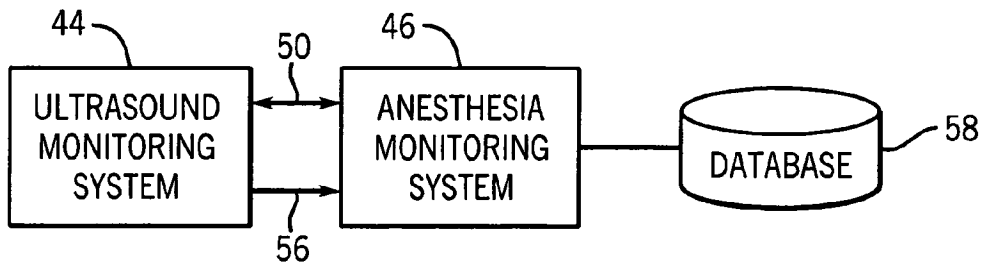 44
50
46
ULTRASOUND
MONITORING
SYSTEM
ANESTHESIA
MONITORING
SYSTEM
DATABASE
58
56